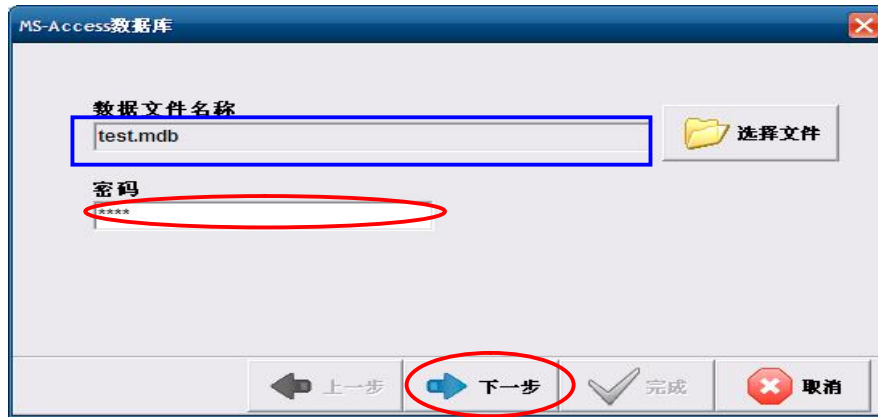 MS-Access数据库
数据文件名称
test.mdb
选择文件
密码
****
上一步
下一步
完成
取消